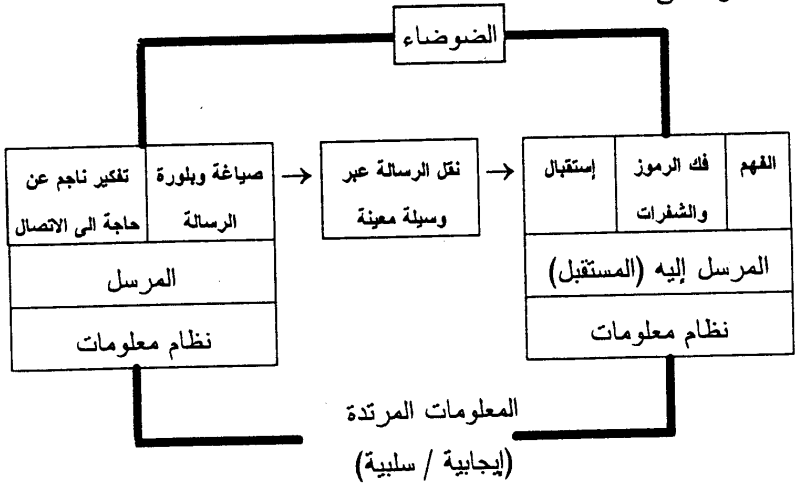 الضوضاء
تفكير ناجم عن
حاجة الى الاتصال
صياغة وبلورة
الرسالة
المرسل
نظام معلومات
نقل الرسالة عبر
وسيلة معينة
إستقبال
فك الرموز
والشفرات
الفهم
المرسل إليه (المستقبل)
نظام معلومات
المعلومات المرتدة
(إيجابية / سلبية)